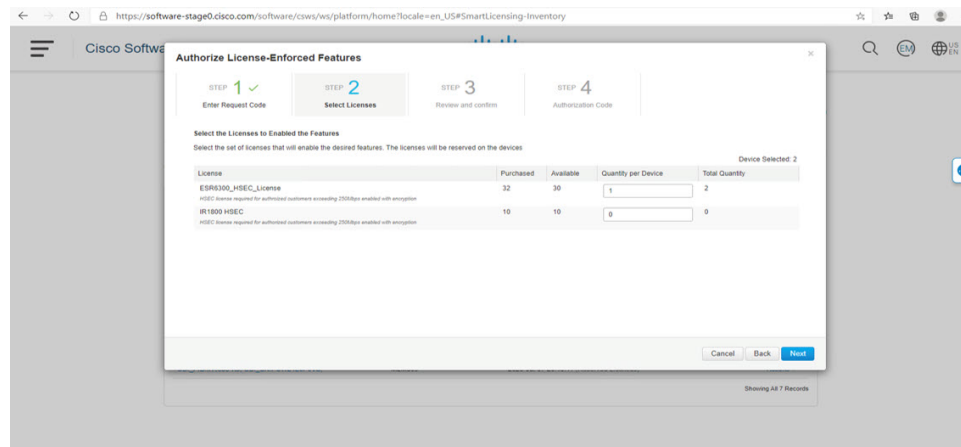 https://software-stage0.cisco.com/software/csws/ws/platform/home?locale=en_US#SmartLicensing-Inventory
Cisco Softwa
EM
US
EN
Authorize License-Enforced Features
STEP 1
Enter Request Code
STEP 2
Select Licenses
STEP 3
Review and confirm
STEP 4
Authorization Code
Select the Licenses to Enabled the Features
Select the set of licenses that will enable the desired features. The licenses will be reserved on the devices
Device Selected: 2
License Purchased Available Quantity per Device Total Quantity
ESR6300_HSEC_License 32 30 1 2
HSEC license required for authorized customers exceeding 250Mbps enabled with encryption
IR1800 HSEC 10 10 0 0
HSEC license required for authorized customers exceeding 250Mbps enabled with encryption
Cancel Back Next
Showing All 7 Records